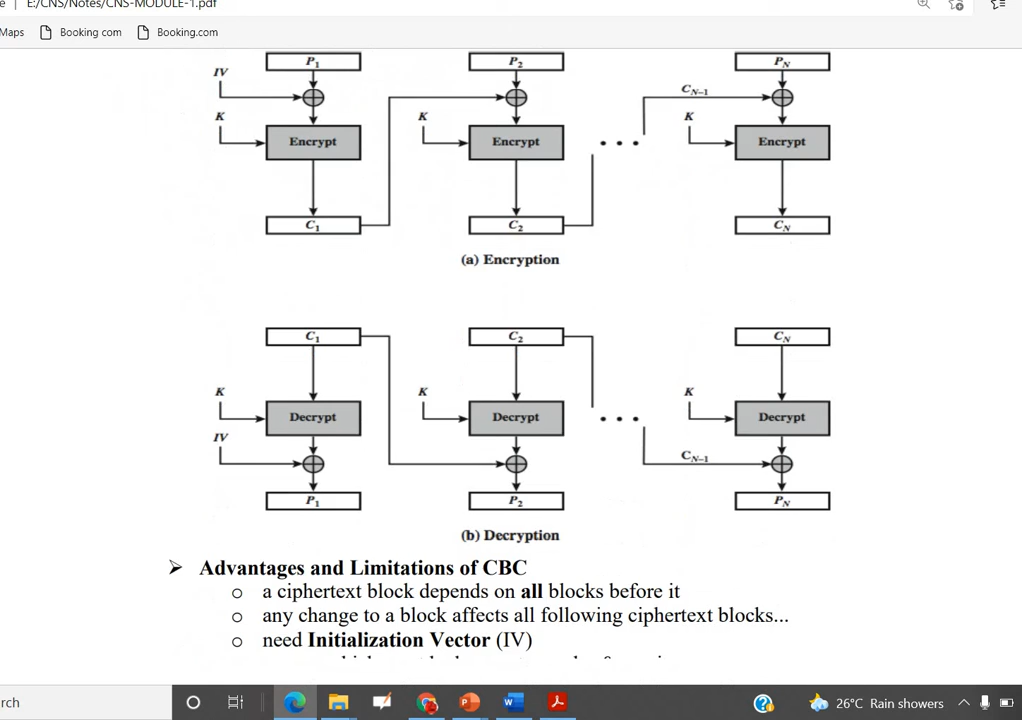 E:/CNS/Notes/CNS-MODULE-1.pdf
Maps Booking com Booking.com
P1 P2 PN
IV
CN-1
K K K
Encrypt Encrypt Encrypt
C1 C2 CN
(a) Encryption
C1 C2 CN
K K K
Decrypt Decrypt Decrypt
IV
CN-1
P1 P2 PN
(b) Decryption
➢ Advantages and Limitations of CBC
o a ciphertext block depends on all blocks before it
o any change to a block affects all following ciphertext blocks...
o need Initialization Vector (IV)
rch 26°C Rain showers